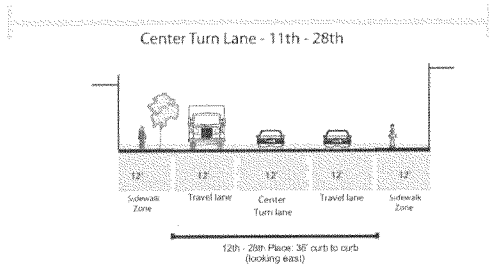 Center Turn Lane - 11th - 28th
12' 12' 12' 12' 12'
Sidewalk Zone
Travel lane
Center Turn lane
Travel lane
Sidewalk Zone
12th - 28th Place: 36' curb to curb
(looking east)